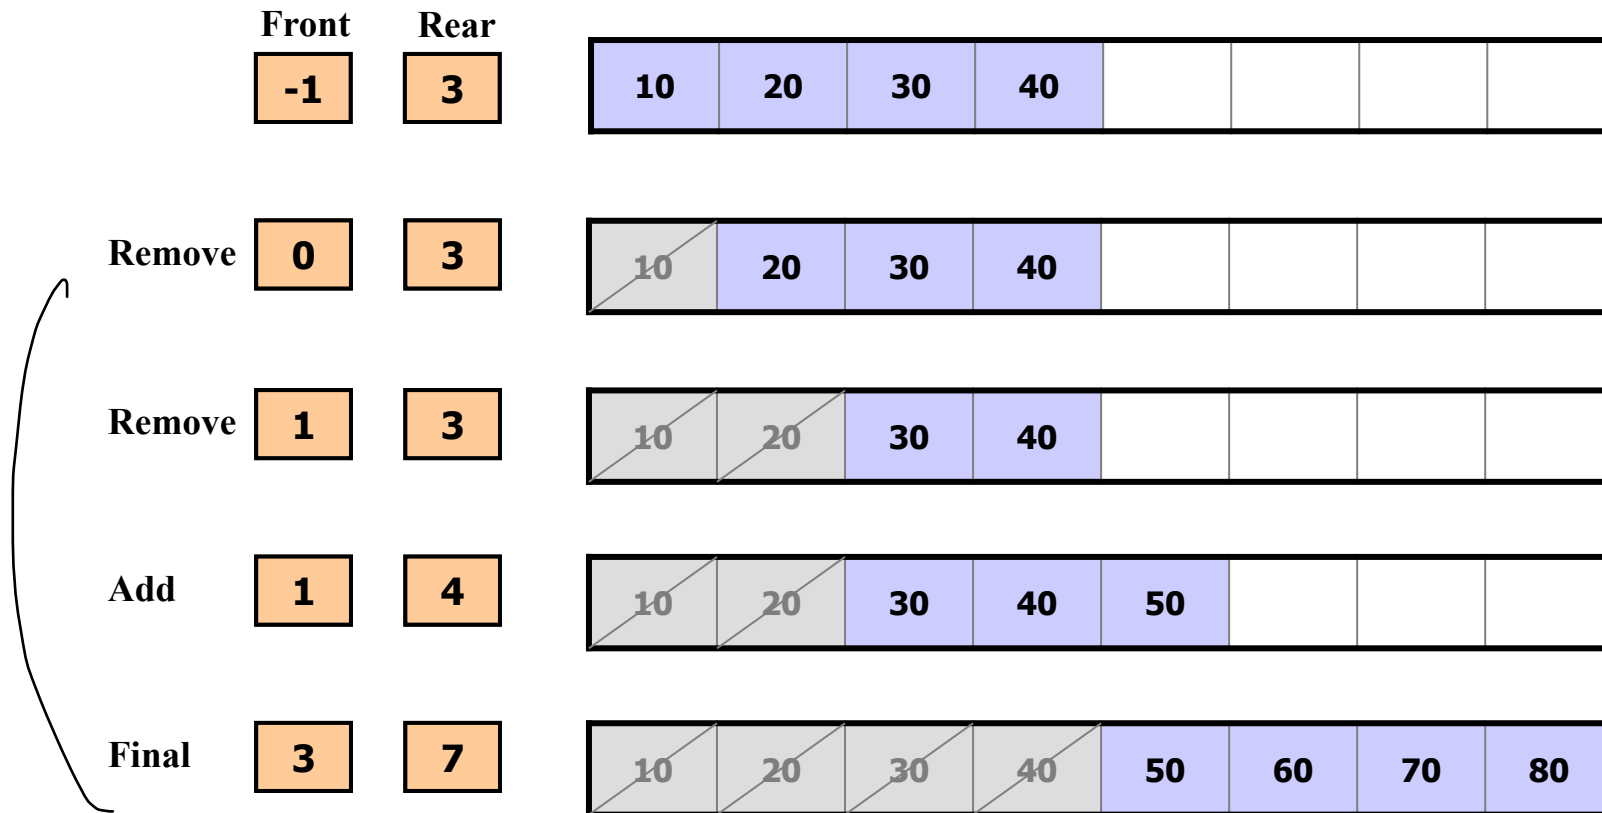 Front Rear
-1 3 10 20 30 40
Remove 0 3 10 20 30 40
Remove 1 3 10 20 30 40
Add 1 4 10 20 30 40 50
Final 3 7 10 20 30 40 50 60 70 80